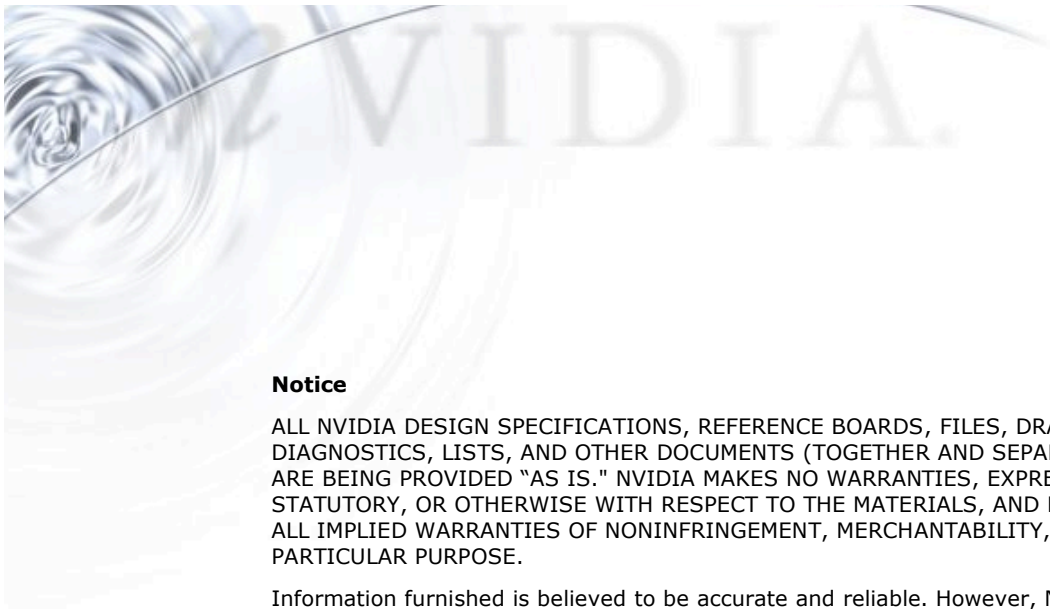 nVIDIA.
Notice
ALL NVIDIA DESIGN SPECIFICATIONS, REFERENCE BOARDS, FILES,
DIAGNOSTICS, LISTS, AND OTHER DOCUMENTS (TOGETHER AND
ARE BEING PROVIDED “AS IS." NVIDIA MAKES NO WARRANTIES,
STATUTORY, OR OTHERWISE WITH RESPECT TO THE MATERIALS, AND
ALL IMPLIED WARRANTIES OF NONINFRINGEMENT, MERCHANTABILITY,
PARTICULAR PURPOSE.
Information furnished is believed to be accurate and reliable. However,